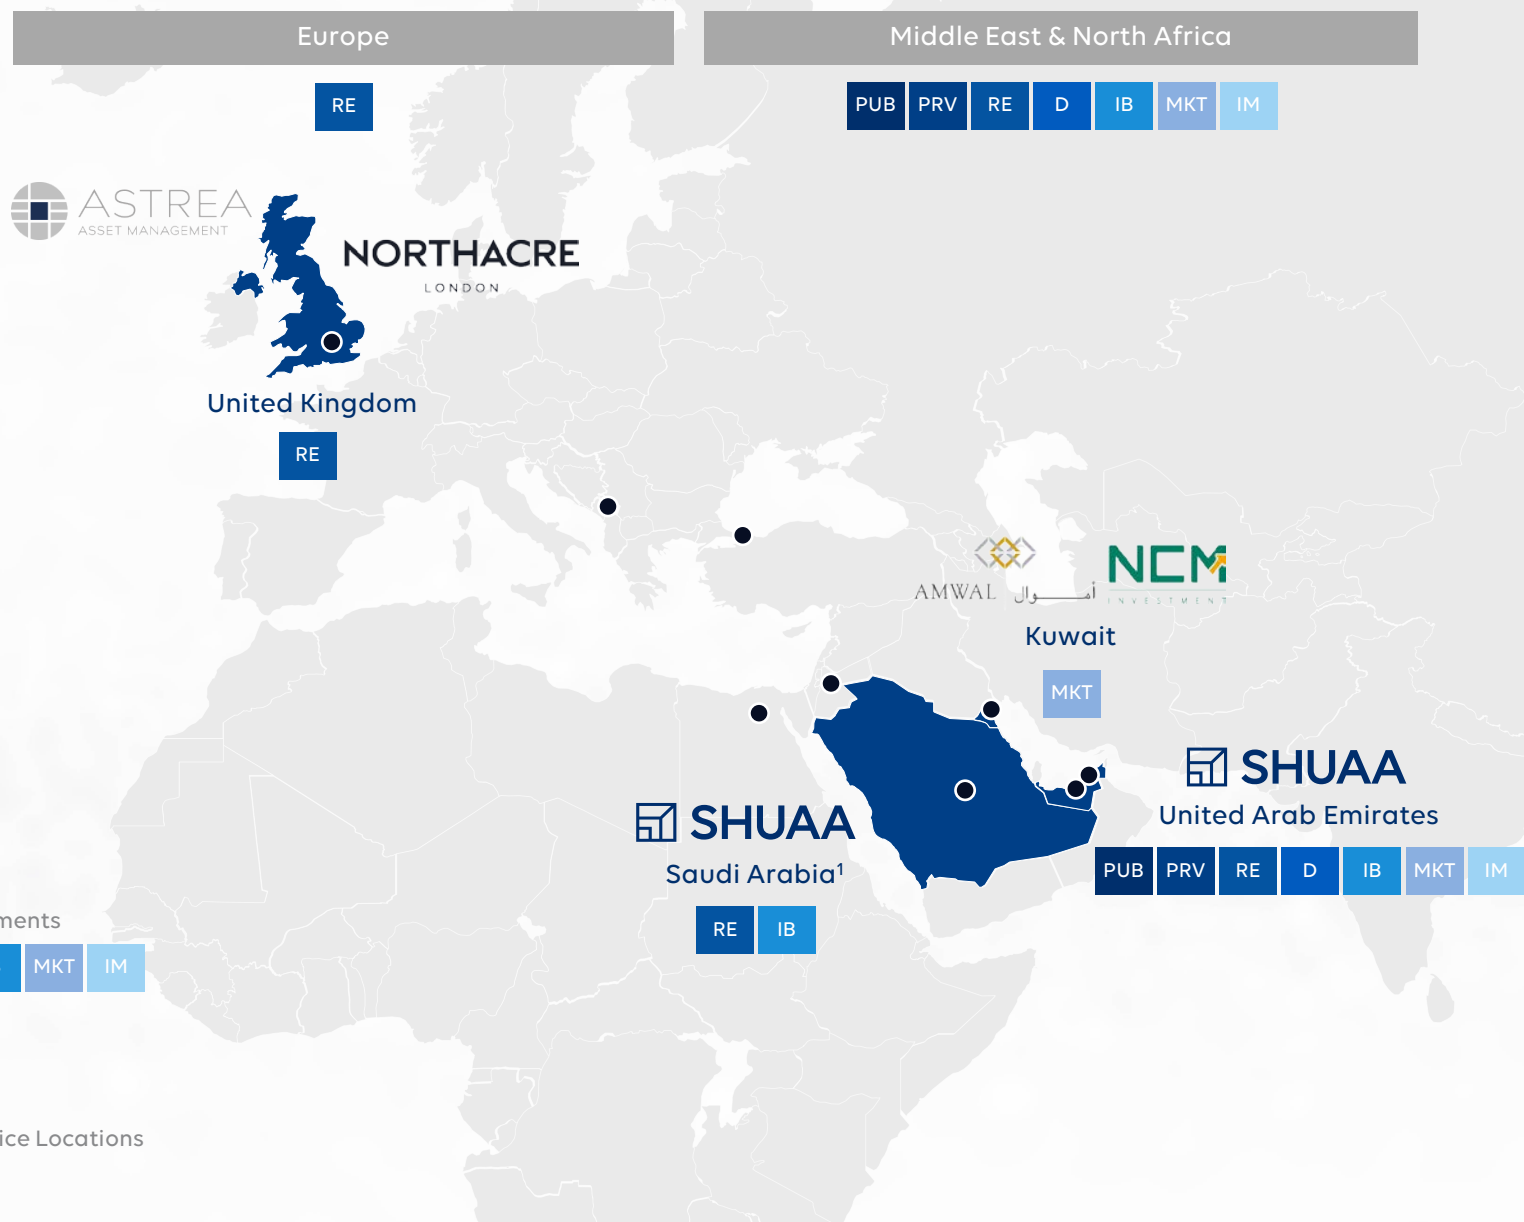 Europe
Middle East & North Africa
RE
PUB PRV RE D IB MKT IM
ASTREA
ASSET MANAGEMENT
NORTHACRE
LONDON
United Kingdom
RE
AMWAL أمـــوال
NCM
INVESTMENT
Kuwait
MKT
SHUAA
United Arab Emirates
PUB PRV RE D IB MKT IM
SHUAA
Saudi Arabia¹
RE IB
ments
MKT IM
ice Locations